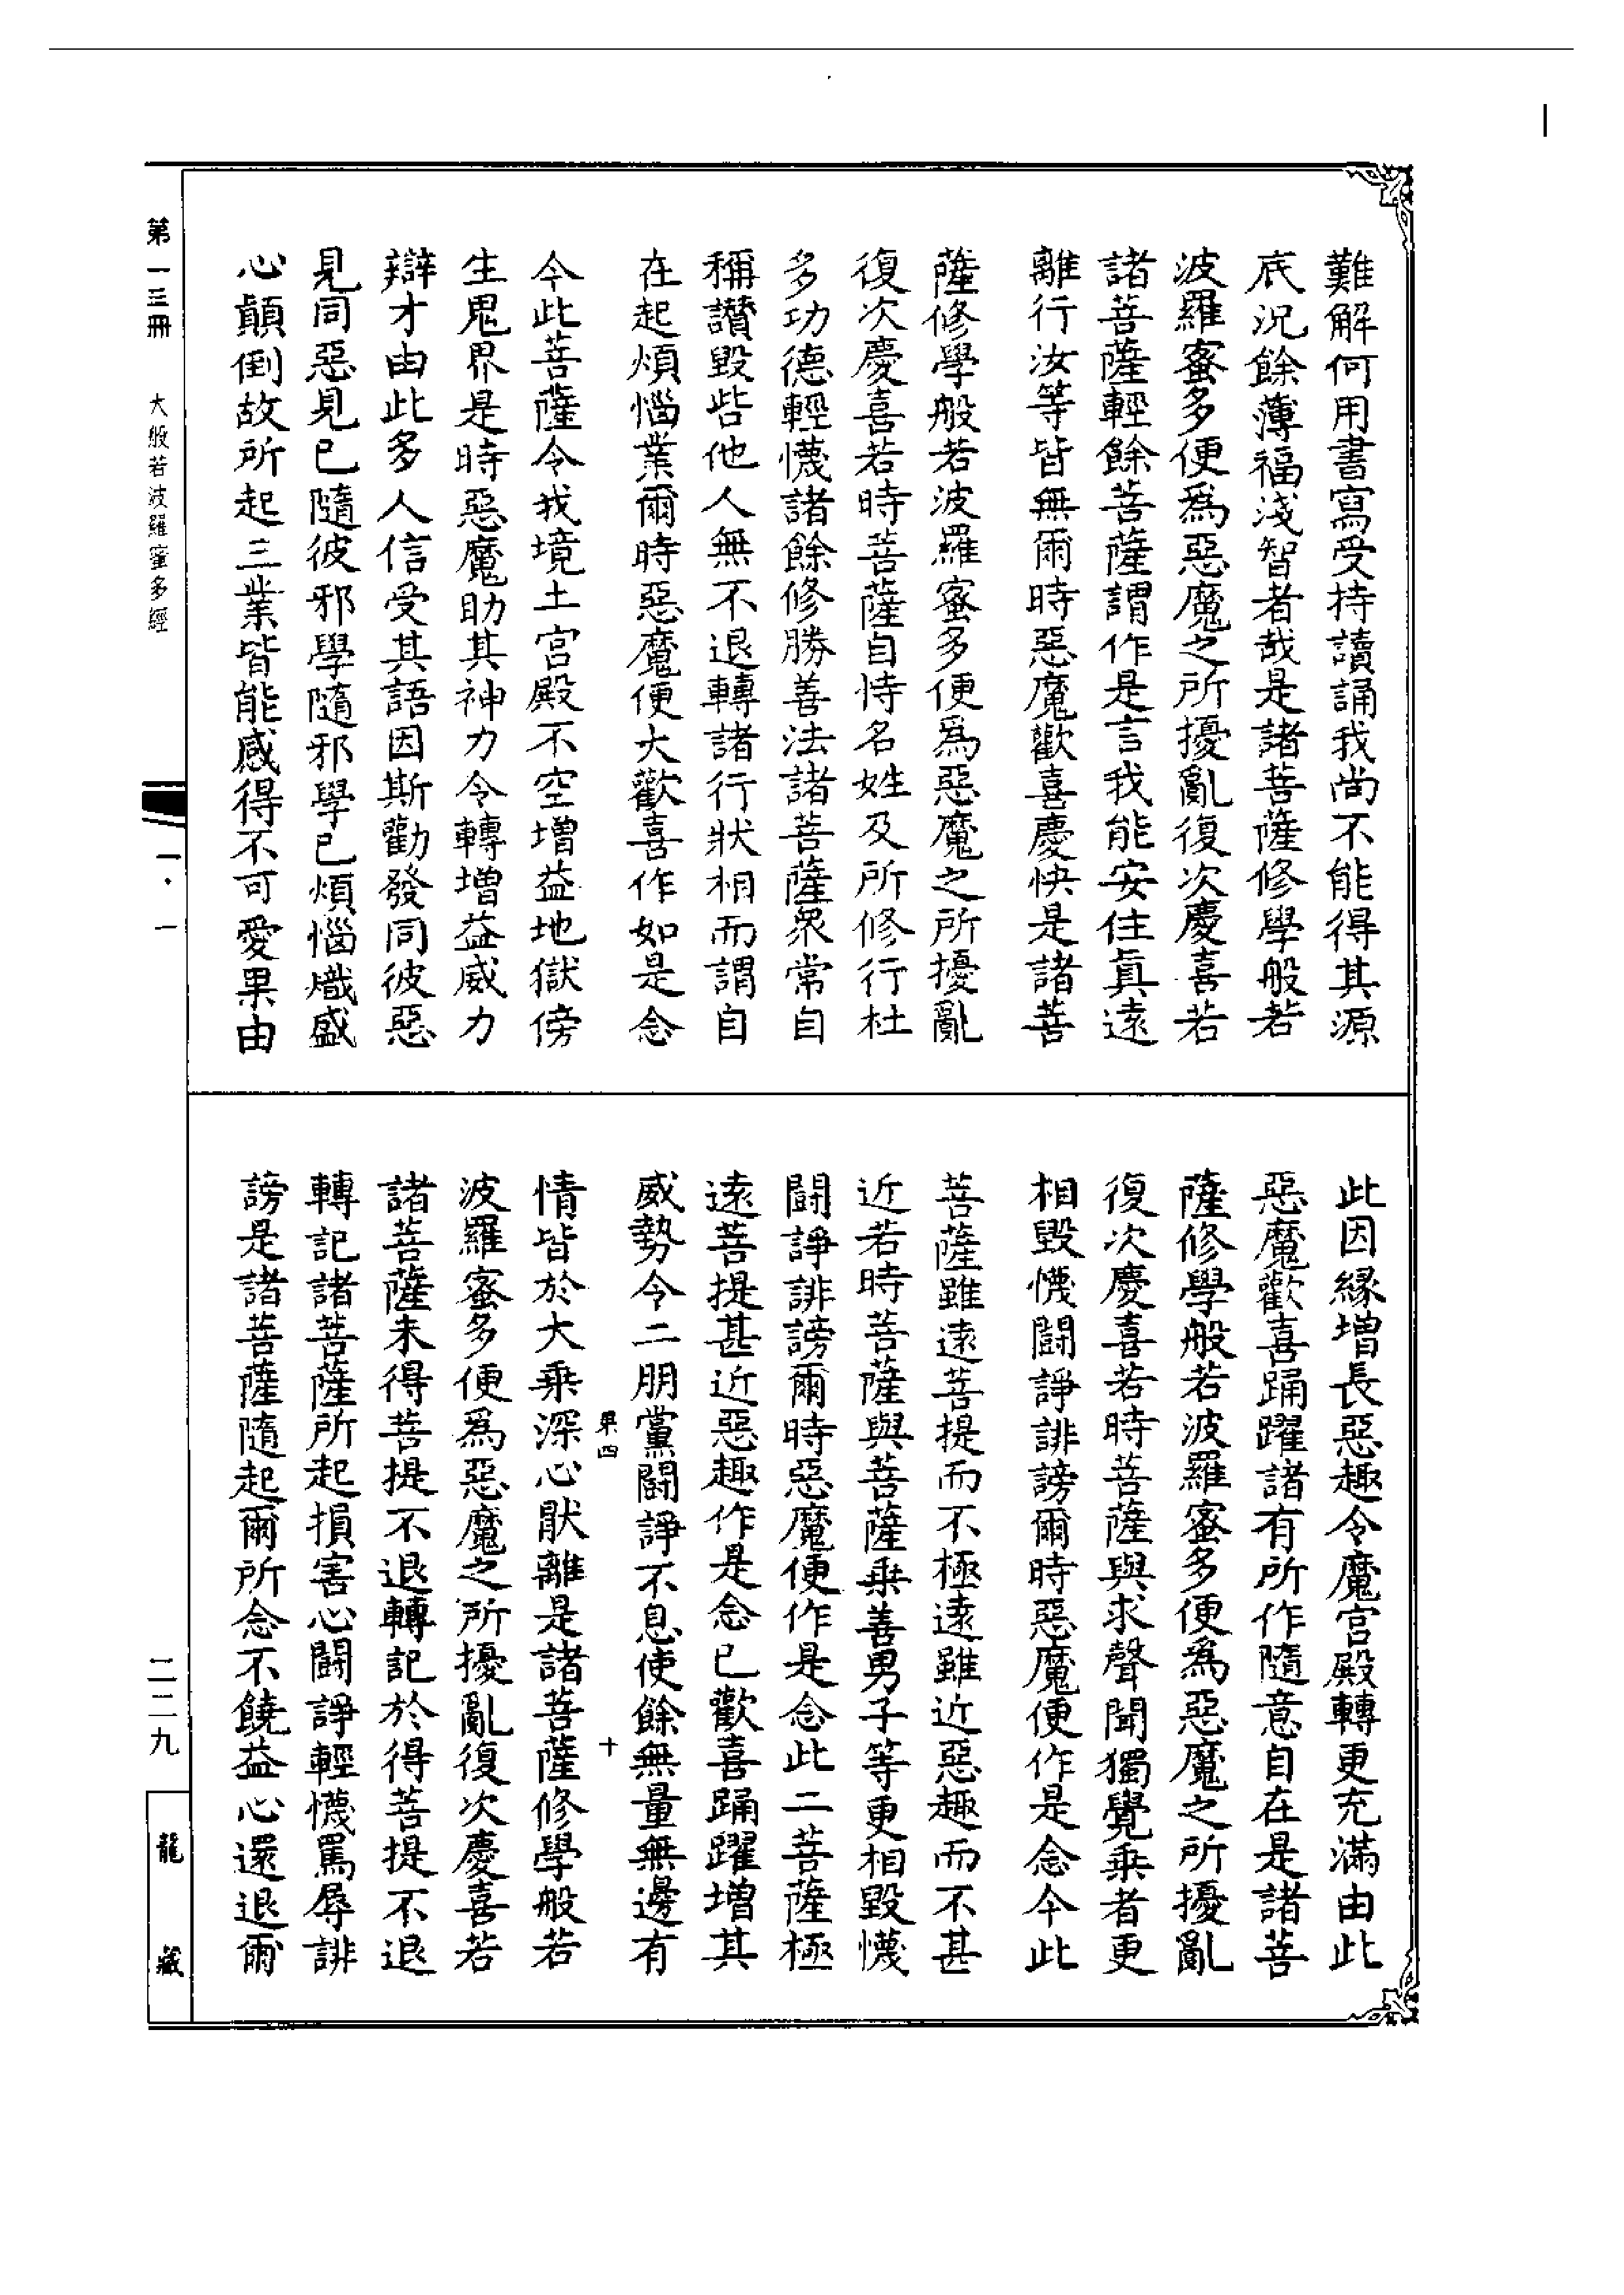 難解何用書寫受持讀誦我尚不能得其源
底況餘薄福淺智者哉是諸菩薩修學般若
波羅蜜多便爲惡魔之所擾亂復次慶喜若
諸菩薩輕餘菩薩謂作是言我能安住眞遠
離行汝等皆無爾時惡魔歡喜慶快是諸菩
薩修學般若波羅蜜多便爲惡魔之所擾亂
復次慶喜若時菩薩自恃名姓及所修行杜
多功德輕懱諸餘修勝善法諸菩薩衆常自
稱讚毀呰他人無不退轉諸行狀相而謂自
在起煩惱業爾時惡魔便大歡喜作如是念
今此菩薩令我境土宮殿不空增益地獄傍
生鬼界是時惡魔助其神力令轉增益威力
辯才由此多人信受其語因斯勸發同彼惡
見同惡見已隨彼邪學隨邪學已煩惱熾盛
心顚倒故所起三業皆能感得不可愛果由
此因緣增長惡趣令魔宮殿轉更充滿由此
惡魔歡喜踊躍諸有所作隨意自在是諸菩
薩修學般若波羅蜜多便爲惡魔之所擾亂
復次慶喜若時菩薩與求聲聞獨覺乗者更
相毀懱鬪諍誹謗爾時惡魔便作是念今此
菩薩雖遠菩提而不極遠雖近惡趣而不甚
近若時菩薩與菩薩乗善男子等更相毀懱
鬪諍誹謗爾時惡魔便作是念此二菩薩極
遠菩提甚近惡趣作是念已歡喜踊躍增其
威勢令二朋黨鬪諍不息使餘無量無邊有
果四 十
情皆於大乗深心猒離是諸菩薩修學般若
波羅蜜多便爲惡魔之所擾亂復次慶喜若
諸菩薩未得菩提不退轉記於得菩提不退
轉記諸菩薩所起損害心鬪諍輕懱罵辱誹
謗是諸菩薩隨起爾所念不饒益心還退爾
第一三冊 大般若波羅蜜多經 一·一 二二九 龍藏